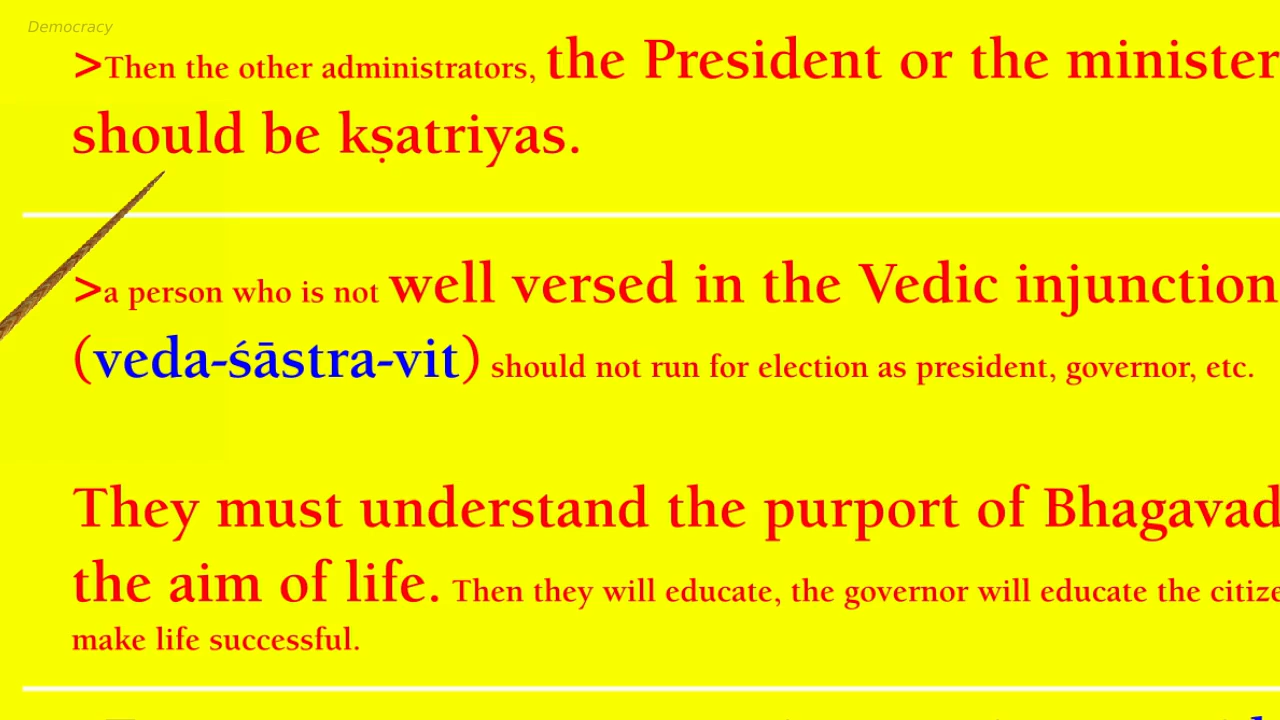 Democracy
>Then the other administrators, the President or the minister
should be kṣatriyas.
>a person who is not well versed in the Vedic injunction
(veda-śāstra-vit) should not run for election as president, governor, etc.
They must understand the purport of Bhagavad
the aim of life. Then they will educate, the governor will educate the citize
make life successful.